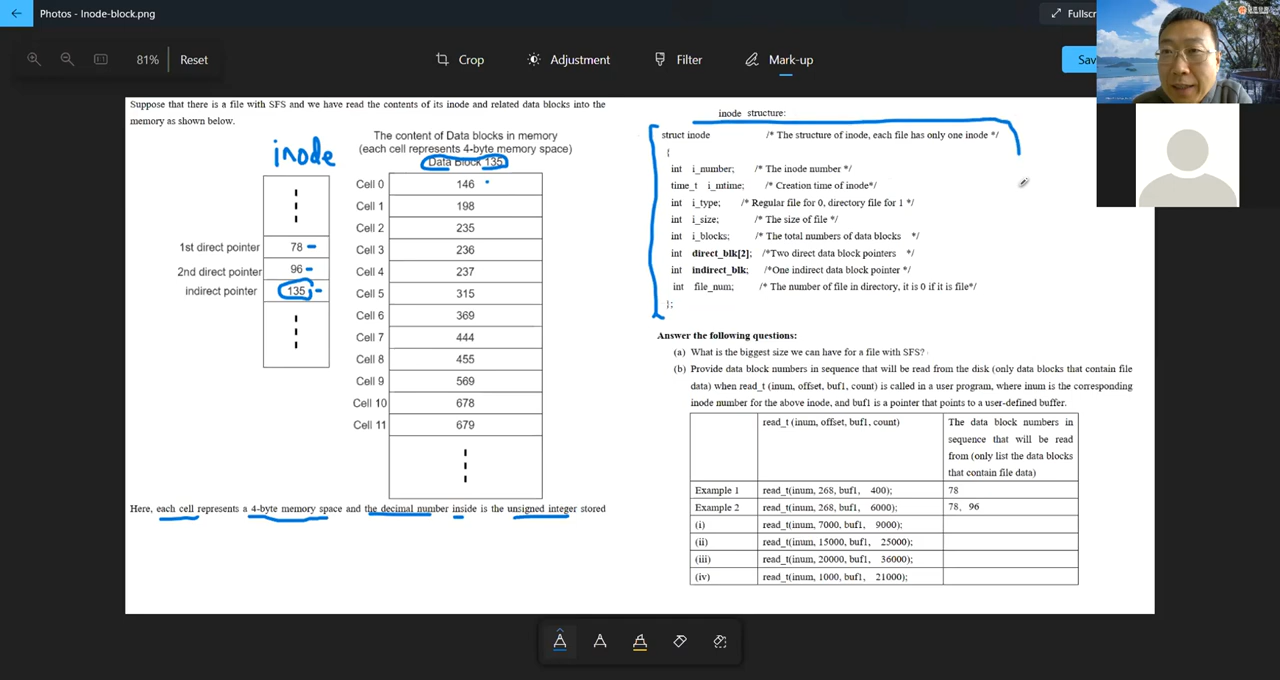 Photos - Inode-block.png
Fullscr
81%
Reset
Crop
Adjustment
Filter
Mark-up
Sav
Suppose that there is a file with SFS and we have read the contents of its inode and related data blocks into the
memory as shown below.
inode
The content of Data blocks in memory
(each cell represents 4-byte memory space)
Data Block 135
Cell 0 146
Cell 1 198
Cell 2 235
1st direct pointer 78 Cell 3 236
2nd direct pointer 96 Cell 4 237
indirect pointer 135 Cell 5 315
Cell 6 369
Cell 7 444
Cell 8 455
Cell 9 569
Cell 10 678
Cell 11 679
Here, each cell represents a 4-byte memory space and the decimal number inside is the unsigned integer stored
inode structure:
struct inode /* The structure of inode, each file has only one inode */
{
int i_number; /* The inode number */
time_t i_mtime; /* Creation time of inode*/
int i_type; /* Regular file for 0, directory file for 1 */
int i_size; /* The size of file */
int i_blocks; /* The total numbers of data blocks */
int direct_blk[2]; /*Two direct data block pointers */
int indirect_blk; /*One indirect data block pointer */
int file_num; /* The number of file in directory, it is 0 if it is file*/
};
Answer the following questions:
(a) What is the biggest size we can have for a file with SFS?
(b) Provide data block numbers in sequence that will be read from the disk (only data blocks that contain file
data) when read_t (inum, offset, buf1, count) is called in a user program, where inum is the corresponding
inode number for the above inode, and buf1 is a pointer that points to a user-defined buffer.
read_t (inum, offset, buf1, count) The data block numbers in
sequence that will be read
from (only list the data blocks
that contain file data)
Example 1 read_t(inum, 268, buf1, 400); 78
Example 2 read_t(inum, 268, buf1, 6000); 78, 96
(i) read_t(inum, 7000, buf1, 9000);
(ii) read_t(inum, 15000, buf1, 25000);
(iii) read_t(inum, 20000, buf1, 36000);
(iv) read_t(inum, 1000, buf1, 21000);